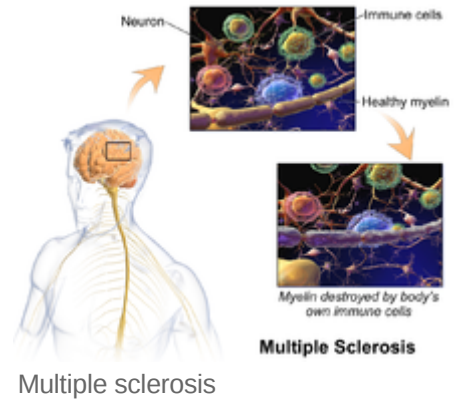 Neuron
Immune cells
Healthy myelin
Myelin destroyed by body's
own immune cells
Multiple Sclerosis
Multiple sclerosis